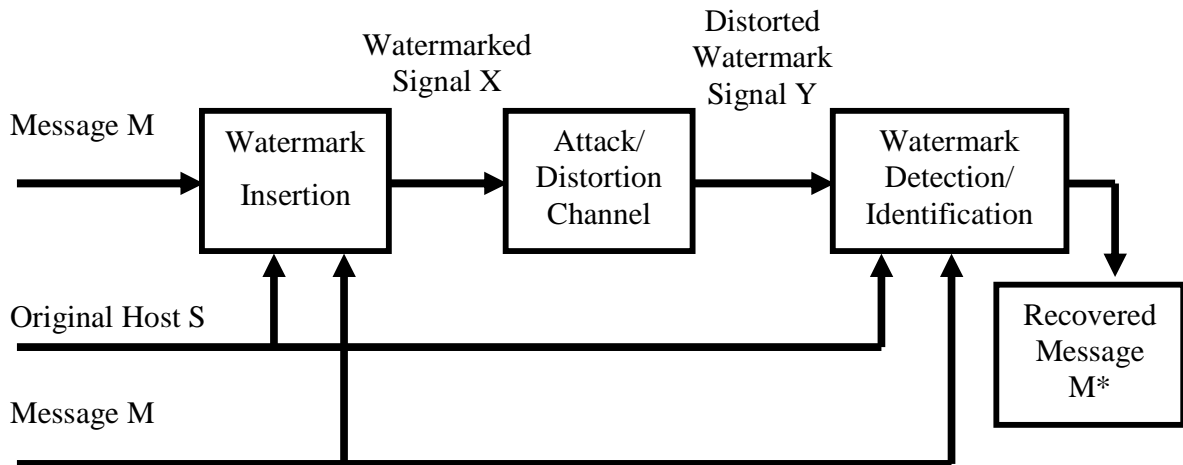 Watermarked
Signal X
Distorted
Watermark
Signal Y
Message M
Watermark
Insertion
Attack/
Distortion
Channel
Watermark
Detection/
Identification
Original Host S
Recovered
Message
M*
Message M